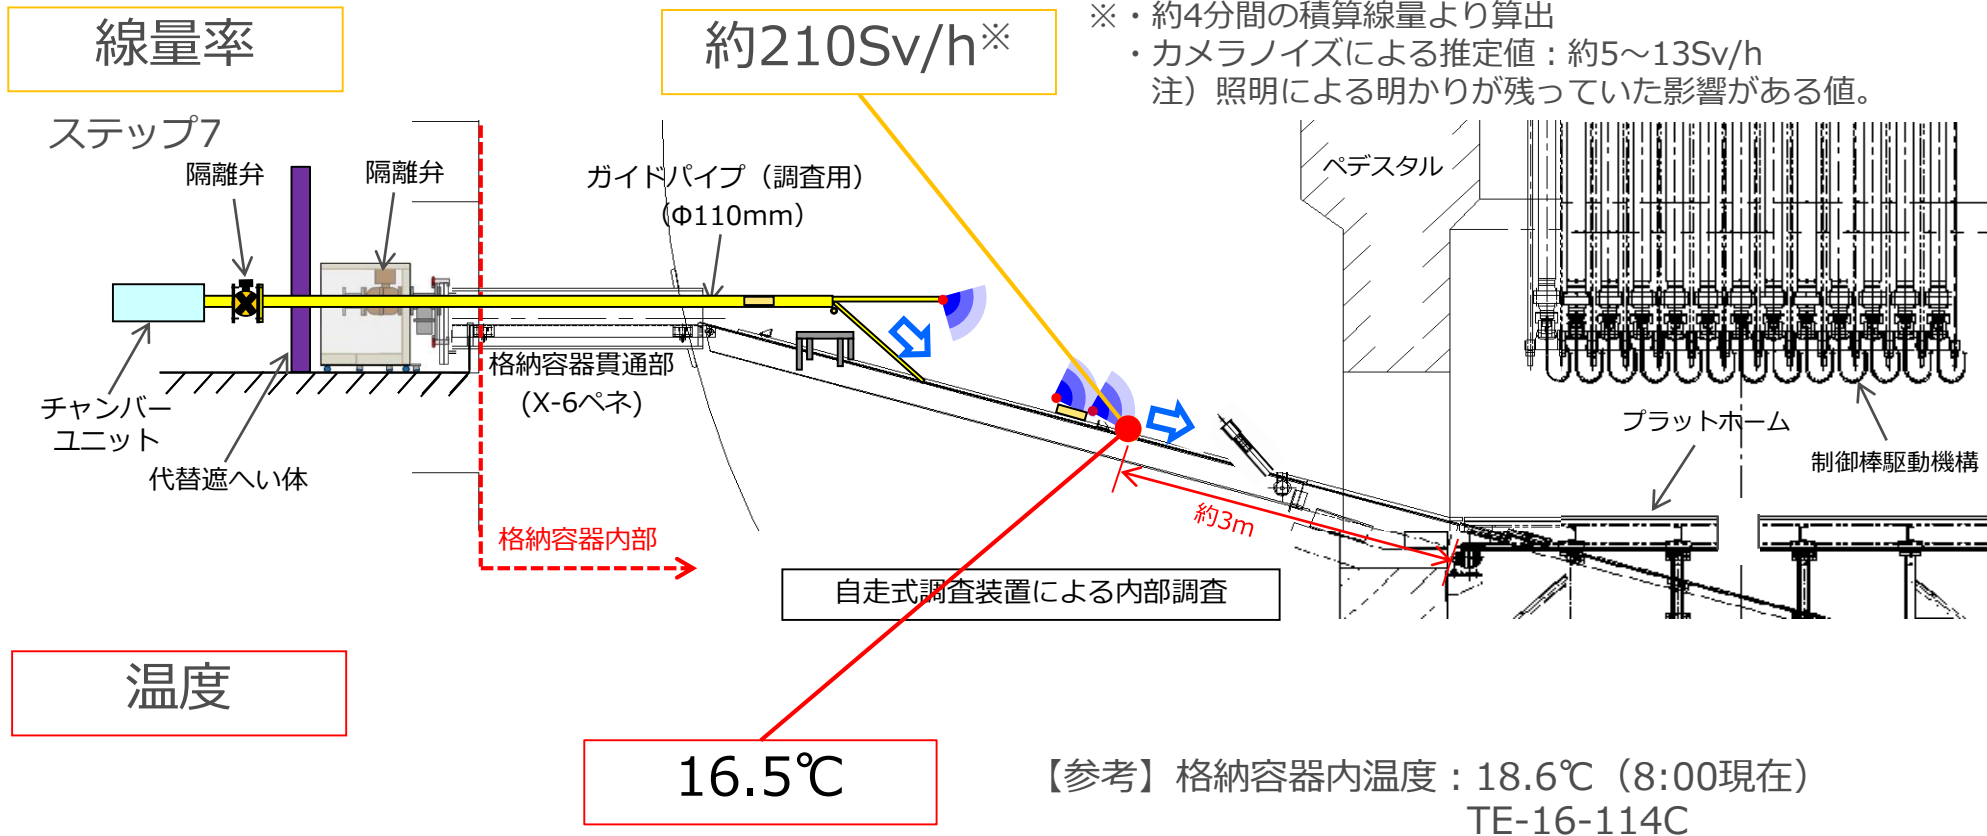 線量率
約210Sv/h※
※・約4分間の積算線量より算出
・カメラノイズによる推定値：約5～13Sv/h
注）照明による明かりが残っていた影響がある値。
ステップ7
隔離弁
隔離弁
ガイドパイプ（調査用）
（Φ110mm）
ペデスタル
格納容器貫通部
(X-6ペネ)
チャンバー
ユニット
代替遮へい体
プラットホーム
制御棒駆動機構
約3m
格納容器内部
自走式調査装置による内部調査
温度
16.5℃
【参考】格納容器内温度：18.6℃（8:00現在）
TE-16-114C